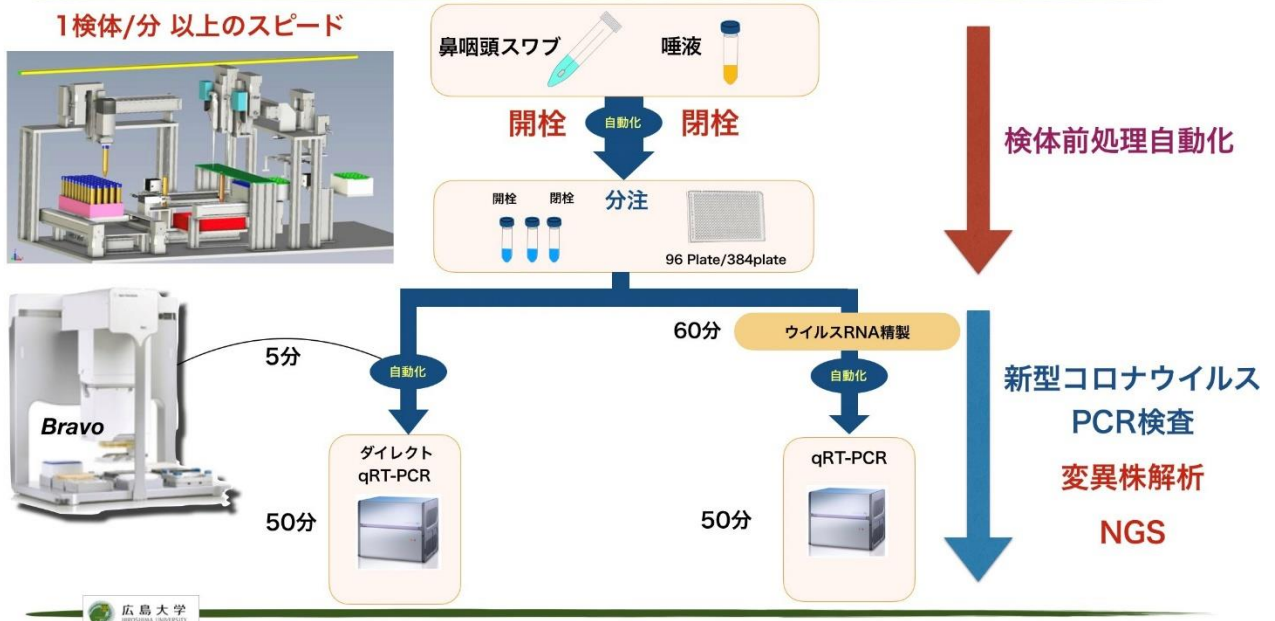 1検体/分 以上のスピード
鼻咽頭スワブ
唾液
開栓
自動化
閉栓
検体前処理自動化
開栓
閉栓
分注
96 Plate/384plate
5分
自動化
60分
ウイルスRNA精製
自動化
Bravo
ダイレクト
qRT-PCR
50分
qRT-PCR
50分
新型コロナウイルス
PCR検査
変異株解析
NGS
広島大学
HIROSHIMA UNIVERSITY